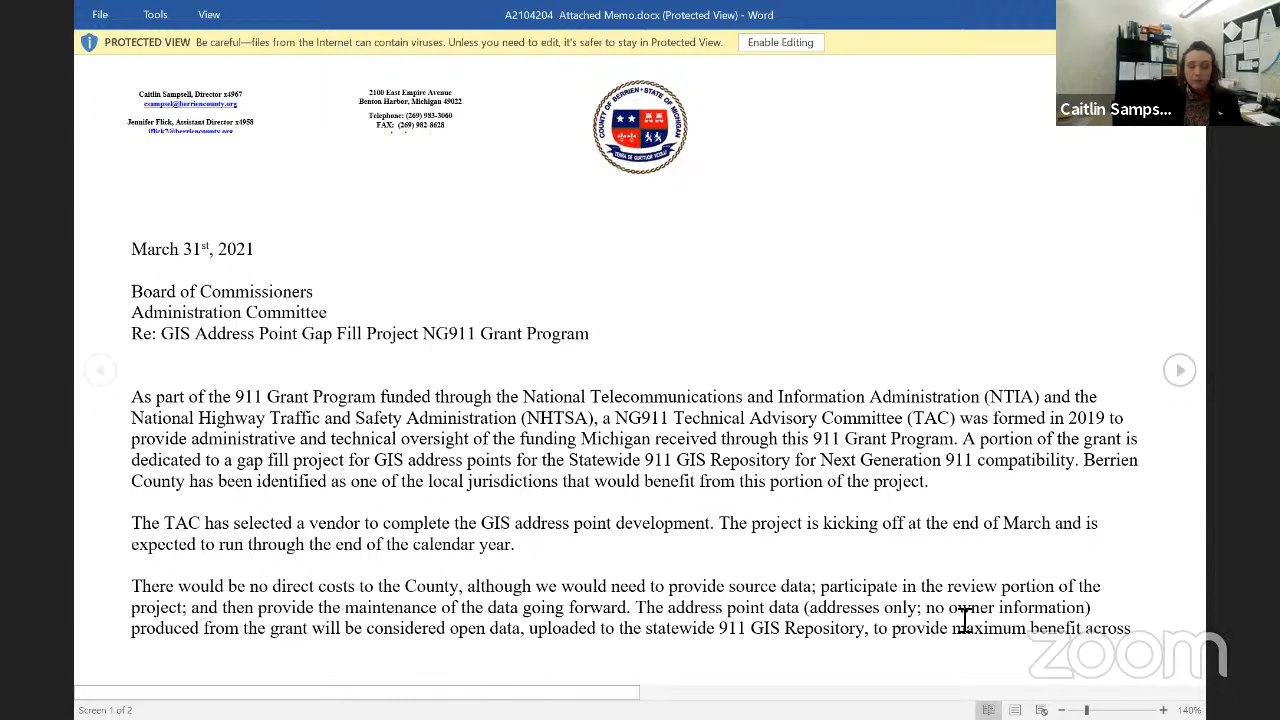 File Tools View A2104204 Attached Memo.docx (Protected View) - Word
PROTECTED VIEW Be careful—files from the Internet can contain viruses. Unless you need to edit, it's safer to stay in Protected View. Enable Editing
Caitlin Samps...
Caitlin Sampsell, Director x4967
csampsel@berriencounty.org
Jennifer Flick, Assistant Director x4958
jflick2@berriencounty.org
2100 East Empire Avenue
Benton Harbor, Michigan 49022
Telephone: (269) 983-3060
FAX: (269) 982-8628
COUNTY OF BERRIEN STATE OF MICHIGAN
March 31st, 2021
Board of Commissioners
Administration Committee
Re: GIS Address Point Gap Fill Project NG911 Grant Program
As part of the 911 Grant Program funded through the National Telecommunications and Information Administration (NTIA) and the
National Highway Traffic and Safety Administration (NHTSA), a NG911 Technical Advisory Committee (TAC) was formed in 2019 to
provide administrative and technical oversight of the funding Michigan received through this 911 Grant Program. A portion of the grant is
dedicated to a gap fill project for GIS address points for the Statewide 911 GIS Repository for Next Generation 911 compatibility. Berrien
County has been identified as one of the local jurisdictions that would benefit from this portion of the project.
The TAC has selected a vendor to complete the GIS address point development. The project is kicking off at the end of March and is
expected to run through the end of the calendar year.
There would be no direct costs to the County, although we would need to provide source data; participate in the review portion of the
project; and then provide the maintenance of the data going forward. The address point data (addresses only; no owner information)
produced from the grant will be considered open data, uploaded to the statewide 911 GIS Repository, to provide maximum benefit across
zoom
Screen 1 of 2
140%